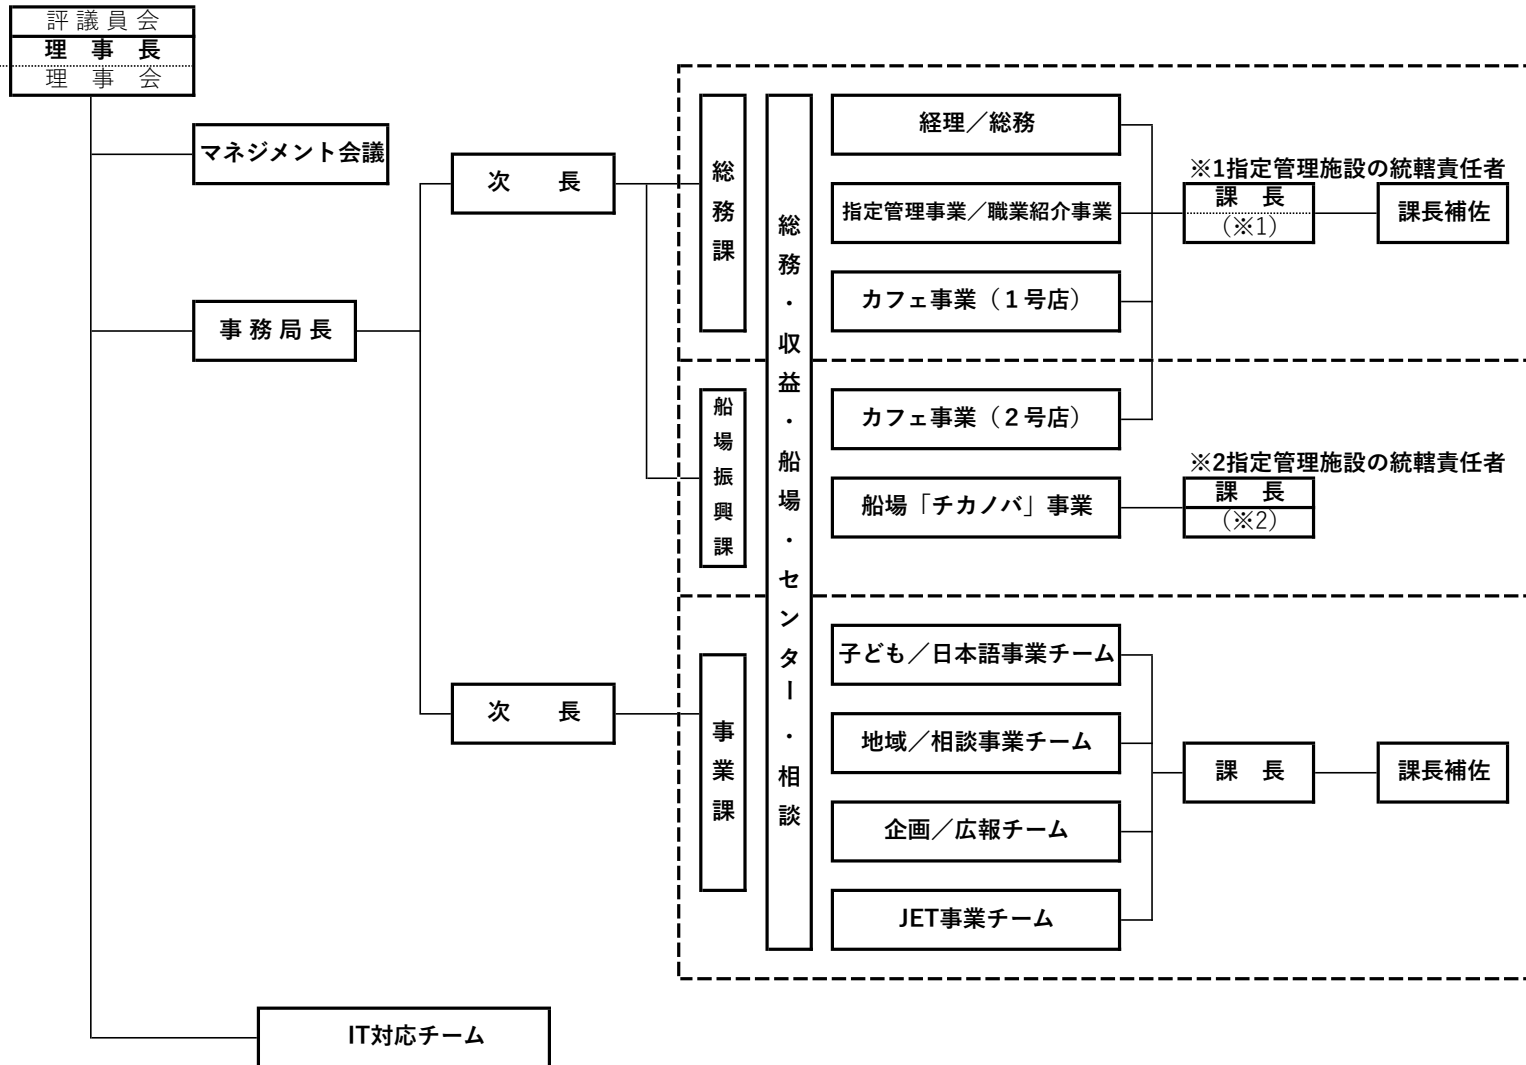 評議員会
理　事　長
理　事　会
マネジメント会議
事務局長
次　長
次　長
IT対応チーム
総務課
船場振興課
事業課
総務・収益・船場・センター・相談
経理／総務
指定管理事業／職業紹介事業
カフェ事業（１号店）
カフェ事業（２号店）
船場「チカノバ」事業
子ども／日本語事業チーム
地域／相談事業チーム
企画／広報チーム
JET事業チーム
※1指定管理施設の統轄責任者
課　長
（※1）
課長補佐
※2指定管理施設の統轄責任者
課　長
（※2）
課　長
課長補佐